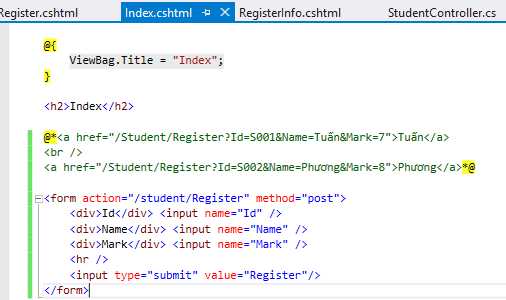 Register.cshtml Index.cshtml RegisterInfo.cshtml StudentController.cs
@{
ViewBag.Title = "Index";
}
<h2>Index</h2>
@*<a href="/Student/Register?Id=S001&Name=Tuấn&Mark=7">Tuấn</a>
<br />
<a href="/Student/Register?Id=S002&Name=Phương&Mark=8">Phương</a>*@
<form action="/student/Register" method="post">
<div>Id</div> <input name="Id" />
<div>Name</div> <input name="Name" />
<div>Mark</div> <input name="Mark" />
<hr />
<input type="submit" value="Register"/>
</form>